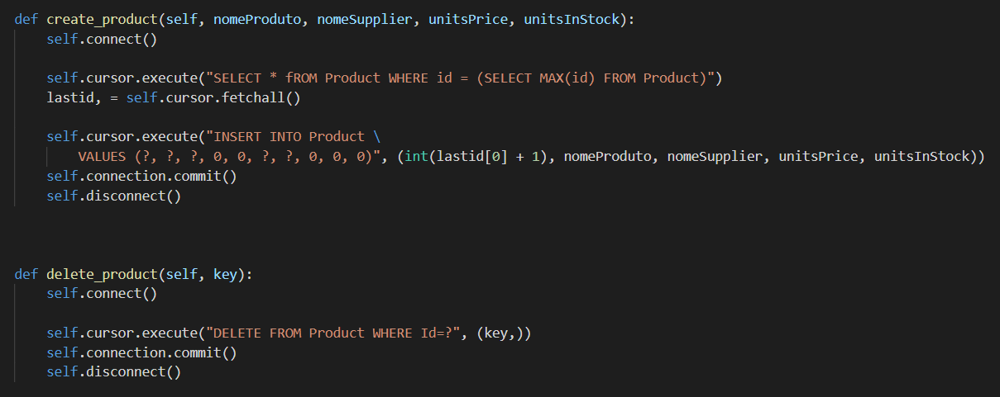 def create_product(self, nomeProduto, nomeSupplier, unitsPrice, unitsInStock):
    self.connect()
    self.cursor.execute("SELECT * fROM Product WHERE id = (SELECT MAX(id) FROM Product)")
    lastid, = self.cursor.fetchall()
    self.cursor.execute("INSERT INTO Product \
        VALUES (?, ?, ?, 0, 0, ?, ?, 0, 0, 0)", (int(lastid[0] + 1), nomeProduto, nomeSupplier, unitsPrice, unitsInStock))
    self.connection.commit()
    self.disconnect()
def delete_product(self, key):
    self.connect()
    self.cursor.execute("DELETE FROM Product WHERE Id=?", (key,))
    self.connection.commit()
    self.disconnect()